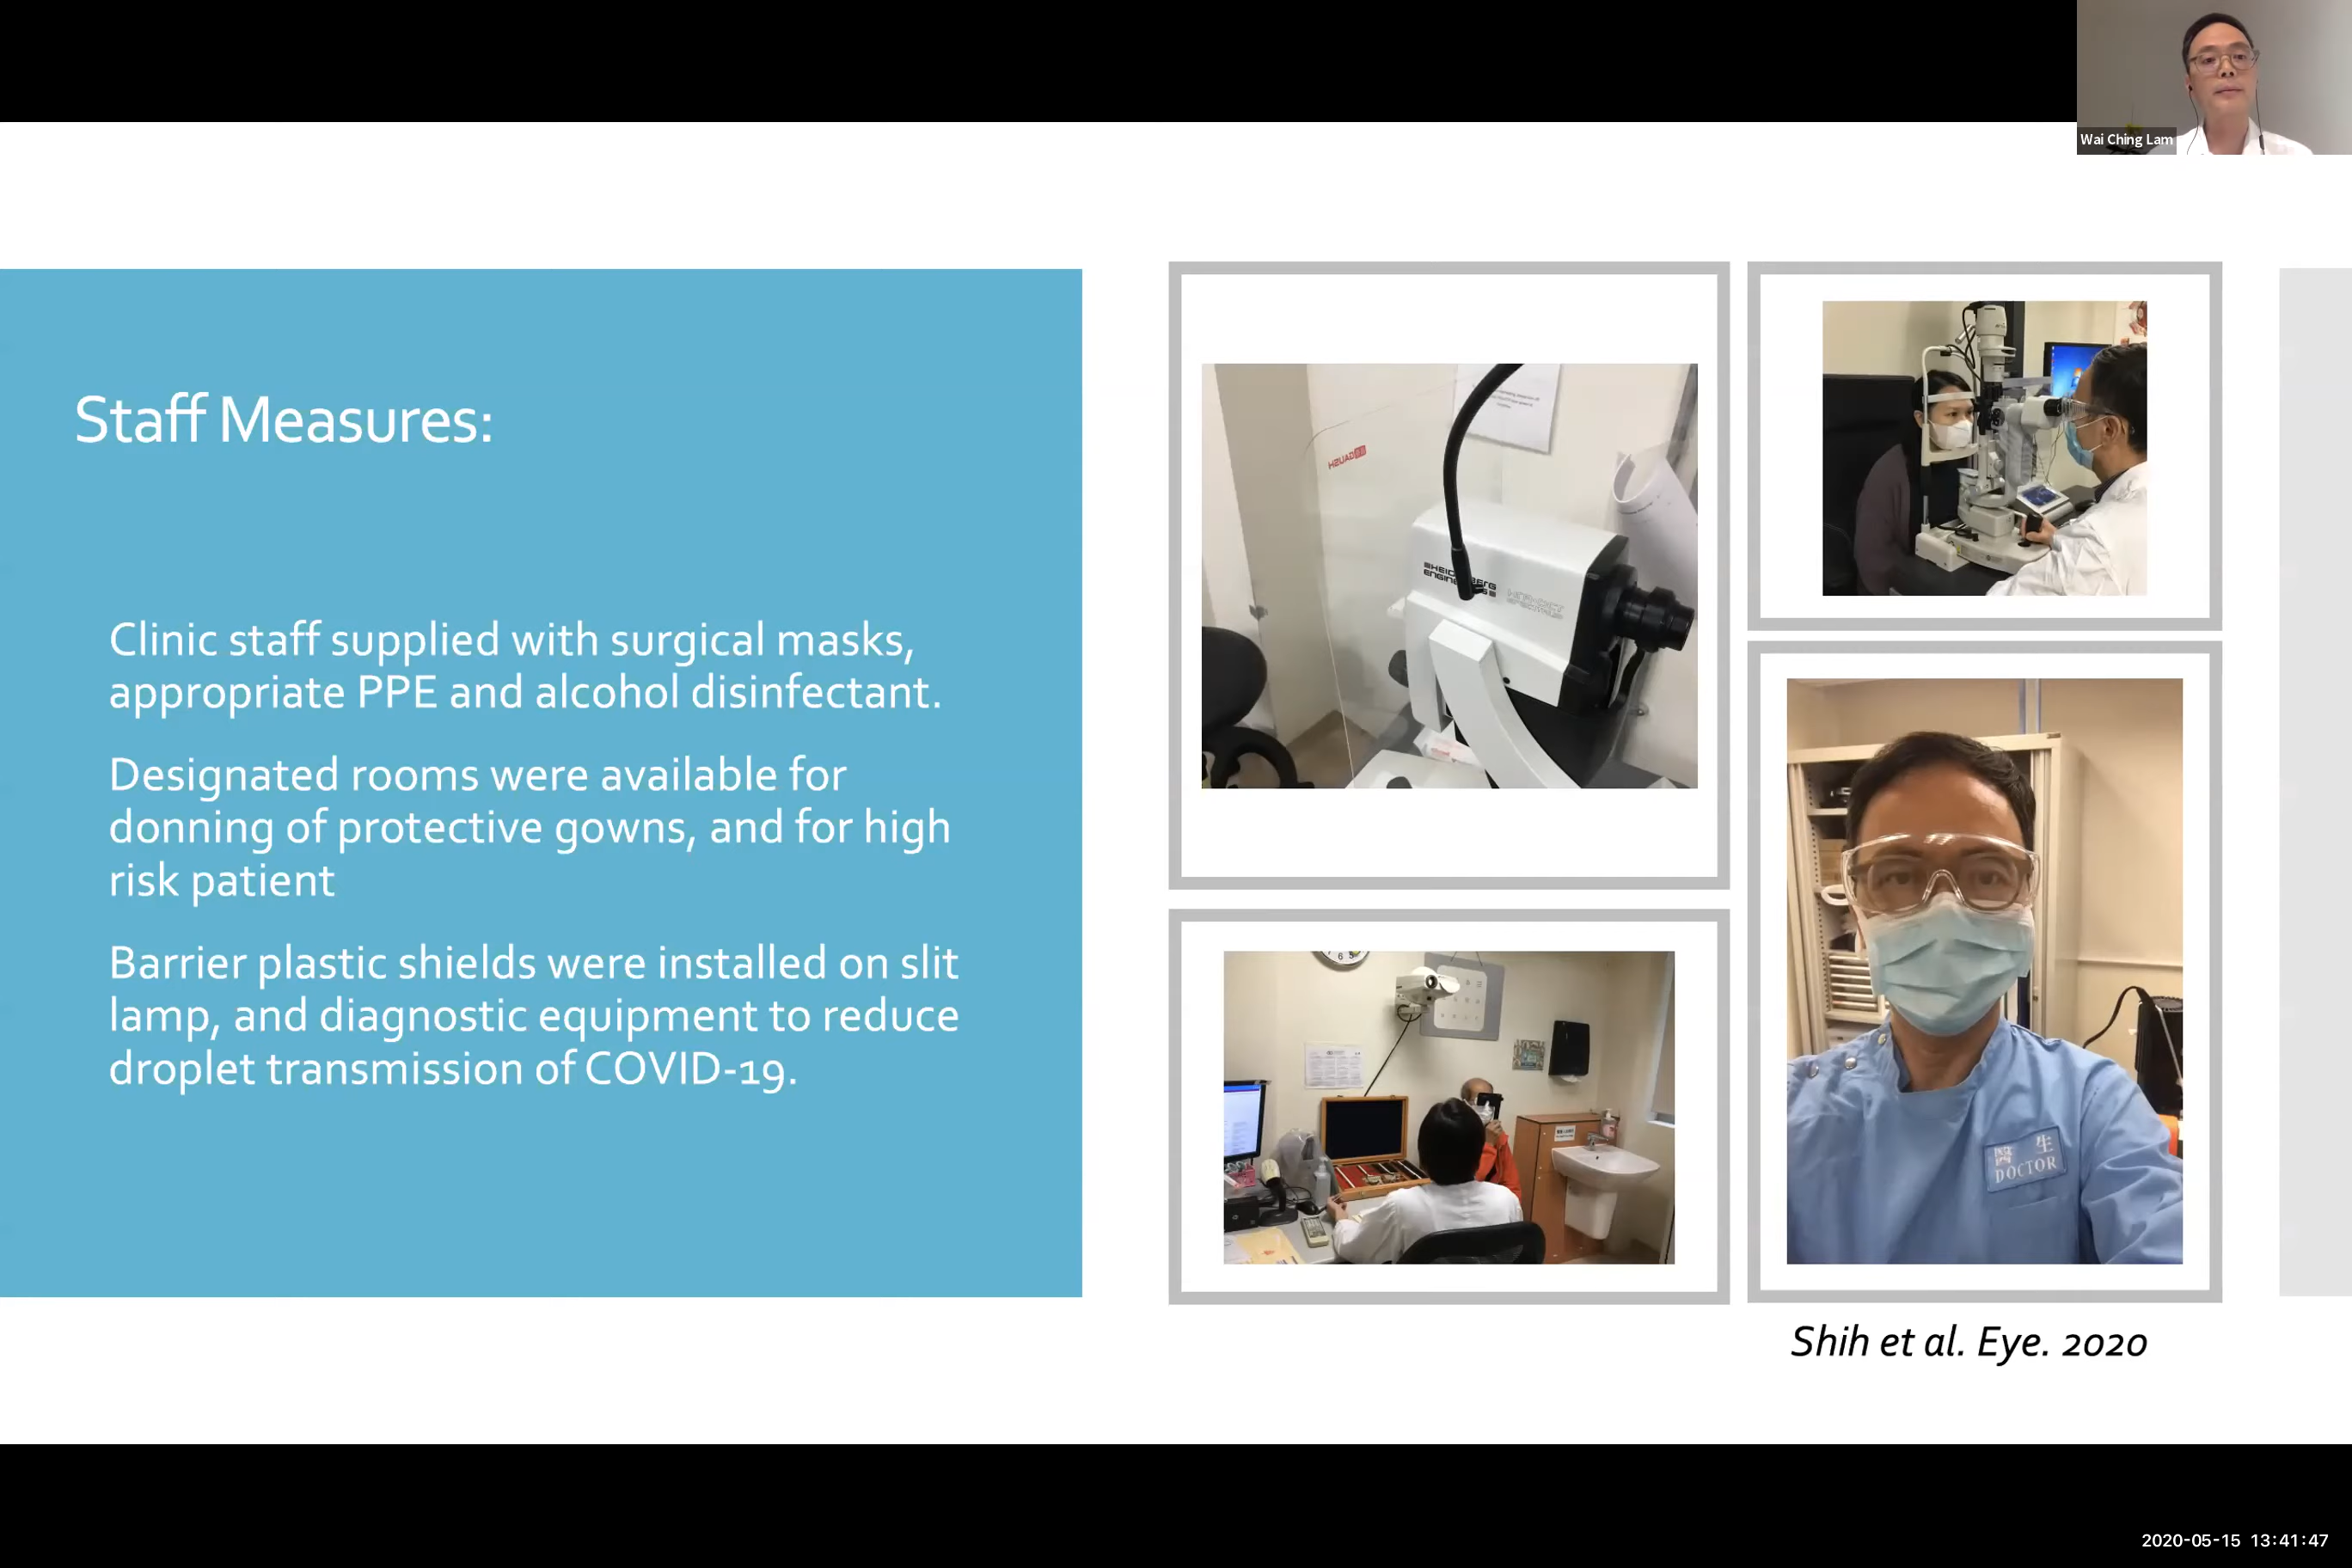 Wai Ching Lam
Staff Measures:
Clinic staff supplied with surgical masks,
appropriate PPE and alcohol disinfectant.
Designated rooms were available for
donning of protective gowns, and for high
risk patient
Barrier plastic shields were installed on slit
lamp, and diagnostic equipment to reduce
droplet transmission of COVID-19.
醫 生
DOCTOR
Shih et al. Eye. 2020
2020-05-15 13:41:47